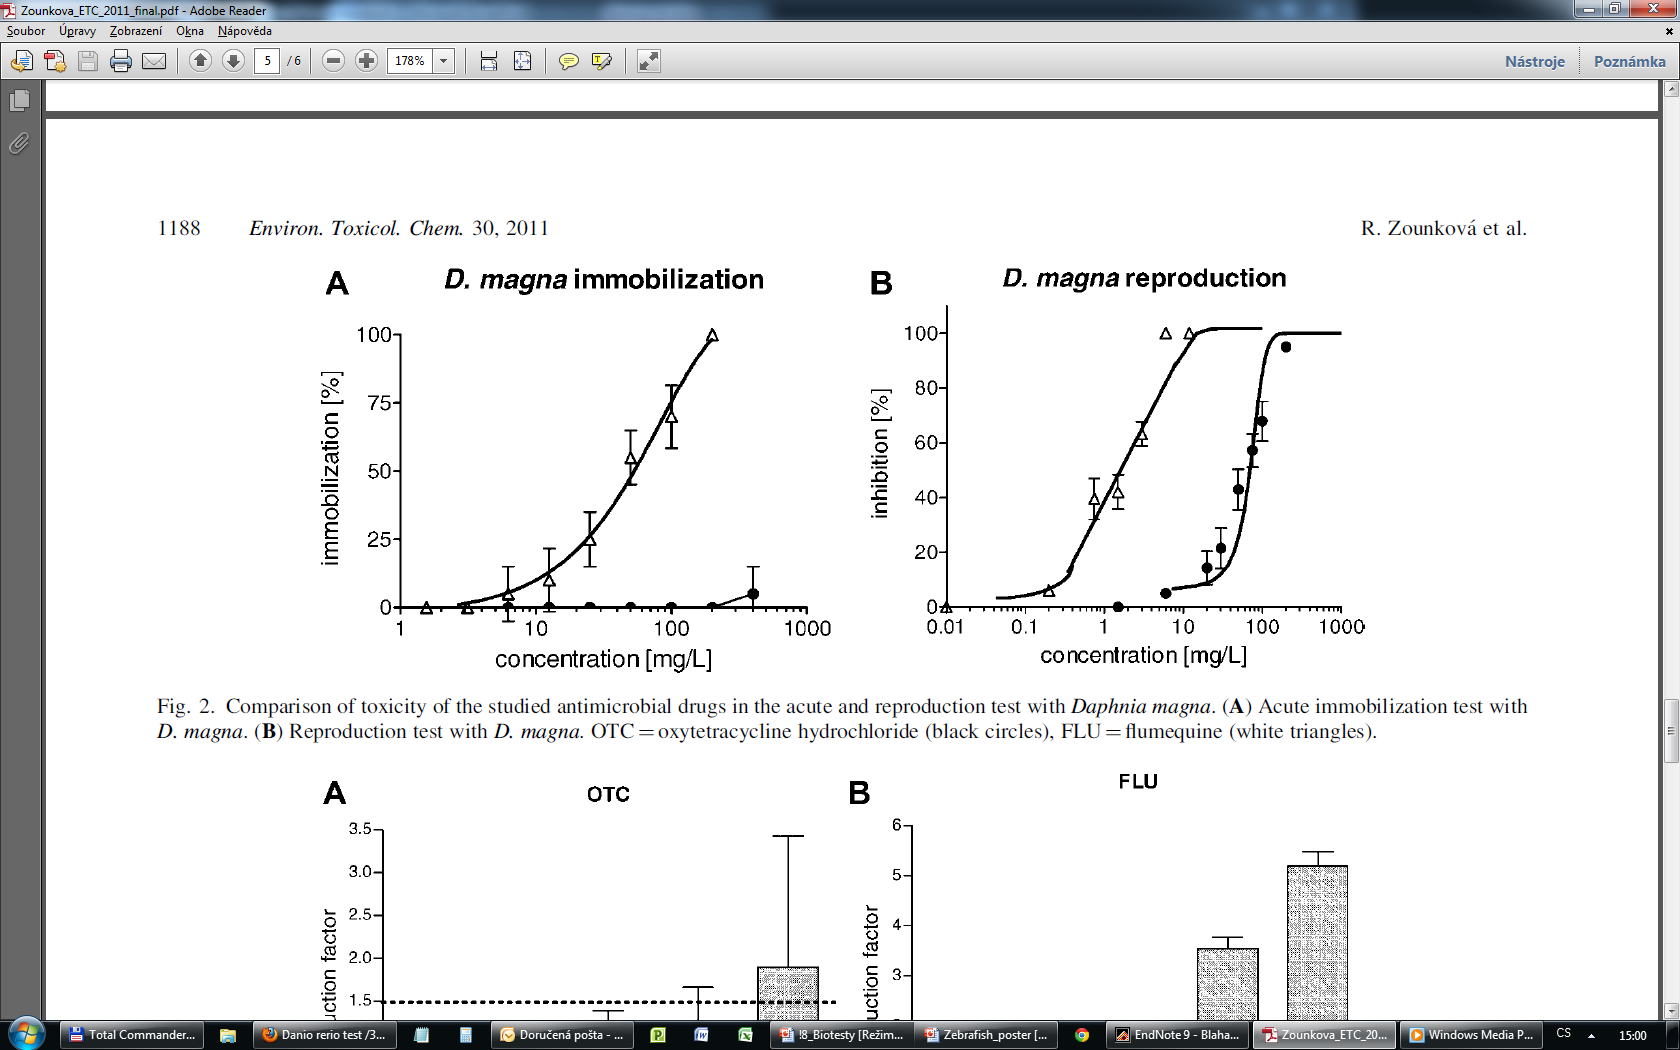 Zounkova_ETC_2011_final.pdf - Adobe Reader
Soubor Úpravy Zobrazení Okna Nápověda
5 / 6 178% Nástroje Poznámka
1188 Environ. Toxicol. Chem. 30, 2011 R. Zounková et al.
A D. magna immobilization
100
75
50
25
0
immobilization [%]
1 10 100 1000
concentration [mg/L]
B D. magna reproduction
100
80
60
40
20
0
inhibition [%]
0.01 0.1 1 10 100 1000
concentration [mg/L]
Fig. 2. Comparison of toxicity of the studied antimicrobial drugs in the acute and reproduction test with Daphnia magna. (A) Acute immobilization test with
D. magna. (B) Reproduction test with D. magna. OTC = oxytetracycline hydrochloride (black circles), FLU = flumequine (white triangles).
A OTC
3.5
3.0
2.5
2.0
1.5
uction factor
B FLU
6
5
4
3
uction factor
Total Commander... Danio rerio test /3... Doručená pošta - ... !8_Biotesty [Režim... Zebrafish_poster [... EndNote 9 - Blaha... Zounkova_ETC_20... Windows Media P... CS 15:00